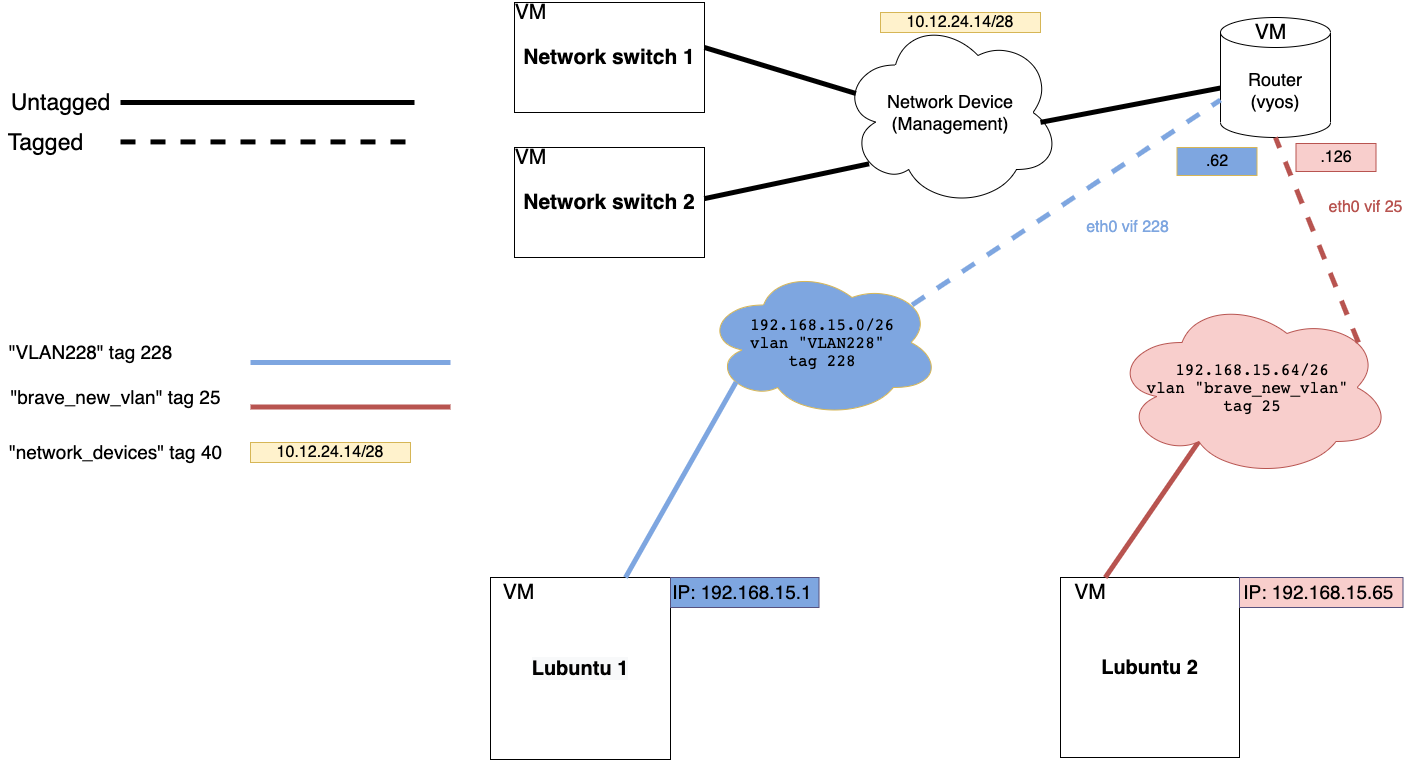 VM
Network switch 1
10.12.24.14/28
Network Device
(Management)
VM
Router
(vyos)
Untagged
Tagged
VM
Network switch 2
.62
.126
eth0 vif 228
eth0 vif 25
"VLAN228" tag 228
"brave_new_vlan" tag 25
"network_devices" tag 40
10.12.24.14/28
192.168.15.0/26
vlan "VLAN228"
tag 228
192.168.15.64/26
vlan "brave_new_vlan"
tag 25
VM
IP: 192.168.15.1
Lubuntu 1
VM
IP: 192.168.15.65
Lubuntu 2